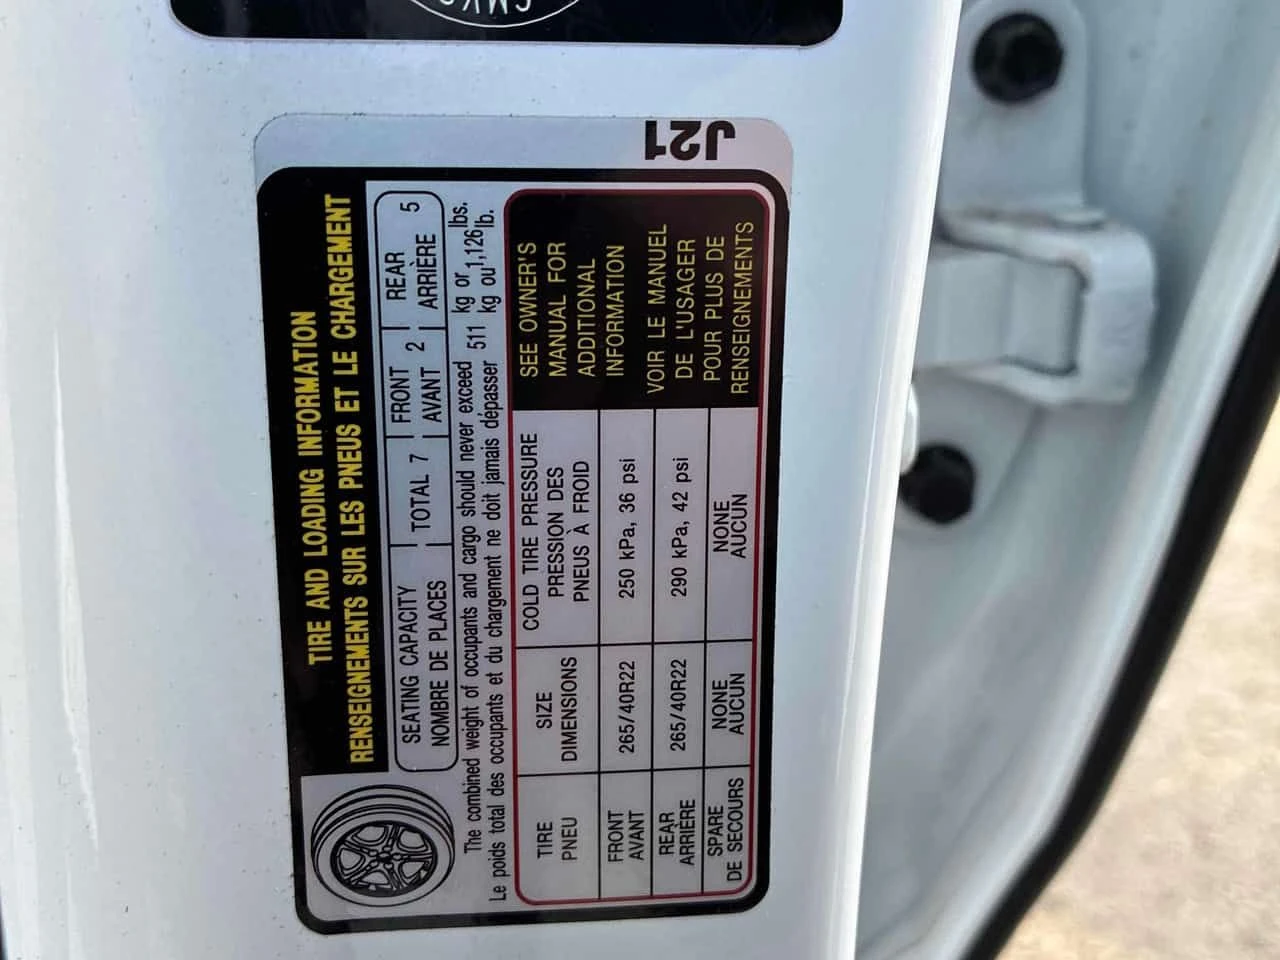 CMVS
J21
TIRE AND LOADING INFORMATION
RENSEIGNEMENTS SUR LES PNEUS ET LE CHARGEMENT
SEATING CAPACITY TOTAL 7 FRONT 2 REAR 5
NOMBRE DE PLACES AVANT ARRIÈRE
The combined weight of occupants and cargo should never exceed 511 kg or 1,126 lbs.
Le poids total des occupants et du chargement ne doit jamais dépasser kg ou lb.
TIRE SIZE COLD TIRE PRESSURE
PNEU DIMENSIONS PRESSION DES
PNEUS À FROID
FRONT 265/40R22 250 kPa, 36 psi
AVANT
REAR 265/40R22 290 kPa, 42 psi
ARRIÈRE
SPARE NONE NONE
DE SECOURS AUCUN AUCUN
SEE OWNER'S
MANUAL FOR
ADDITIONAL
INFORMATION
VOIR LE MANUEL
DE L'USAGER
POUR PLUS DE
RENSEIGNEMENTS